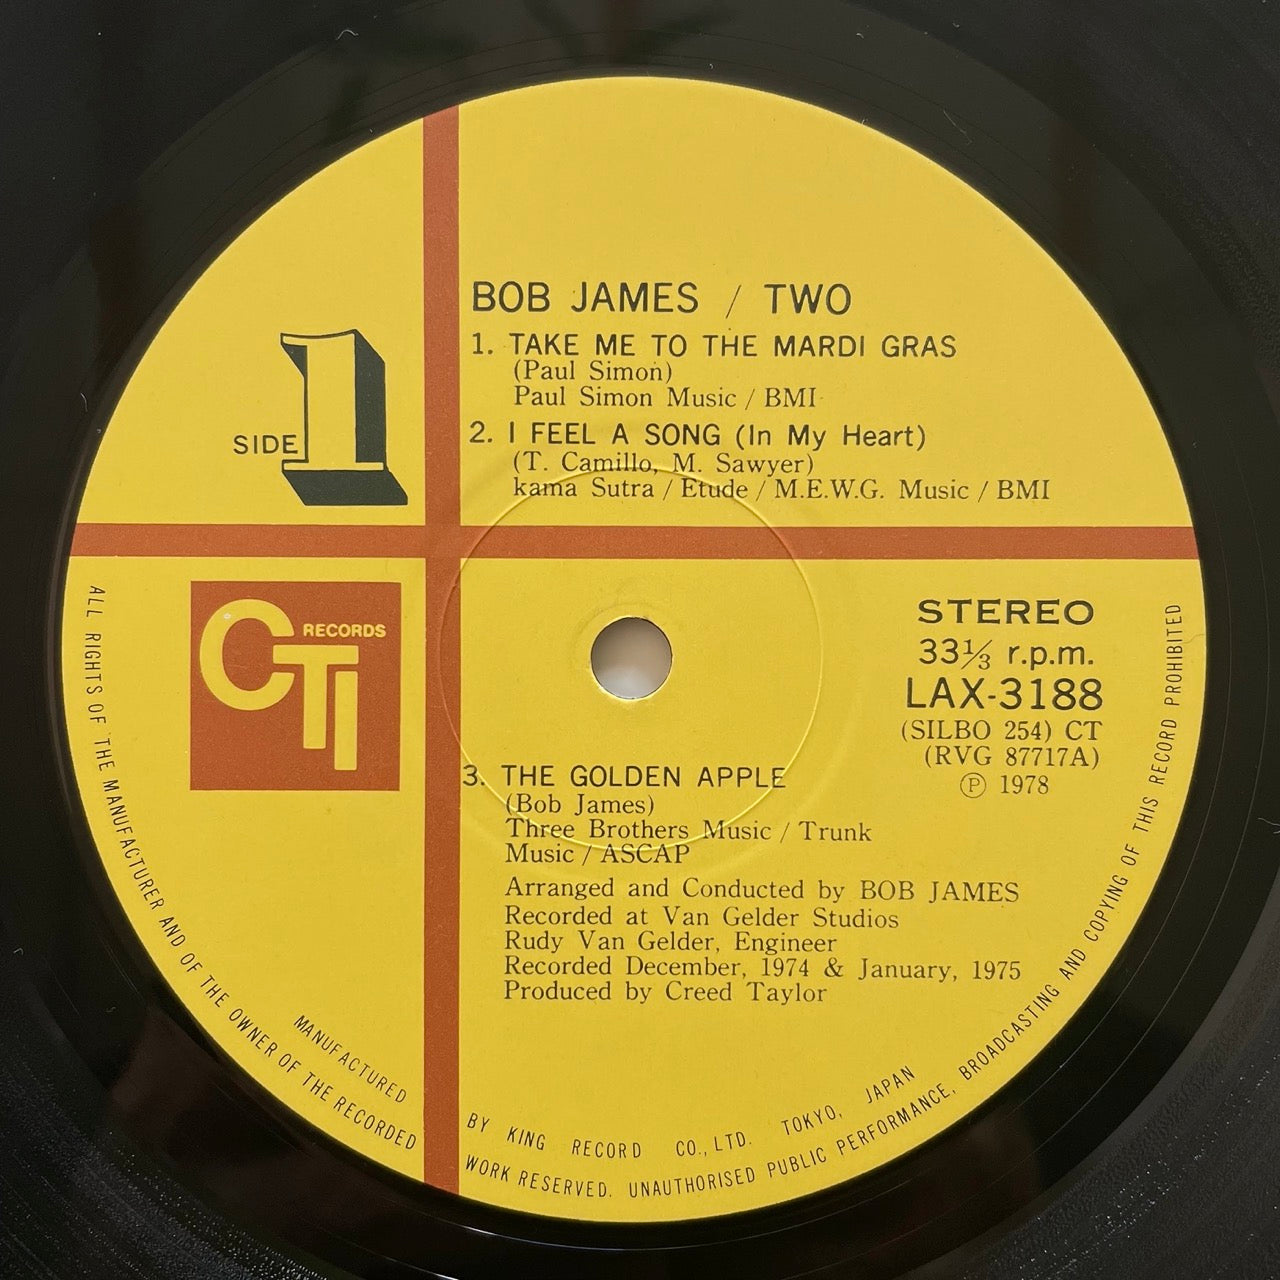 BOB JAMES / TWO
1. TAKE ME TO THE MARDI GRAS
(Paul Simon)
Paul Simon Music / BMI
2. I FEEL A SONG (In My Heart)
(T. Camillo, M. Sawyer)
kama Sutra / Etude / M.E.W.G. Music / BMI
SIDE 1
CTI RECORDS
STEREO
33⅓ r.p.m.
LAX-3188
(SILBO 254) CT
(RVG 87717A)
Ⓟ 1978
3. THE GOLDEN APPLE
(Bob James)
Three Brothers Music / Trunk
Music / ASCAP
Arranged and Conducted by BOB JAMES
Recorded at Van Gelder Studios
Rudy Van Gelder, Engineer
Recorded December, 1974 & January, 1975
Produced by Creed Taylor
MANUFACTURED BY KING RECORD CO., LTD. TOKYO, JAPAN
ALL RIGHTS OF THE MANUFACTURER AND OF THE OWNER OF THE RECORDED WORK RESERVED. UNAUTHORISED PUBLIC PERFORMANCE, BROADCASTING AND COPYING OF THIS RECORD PROHIBITED